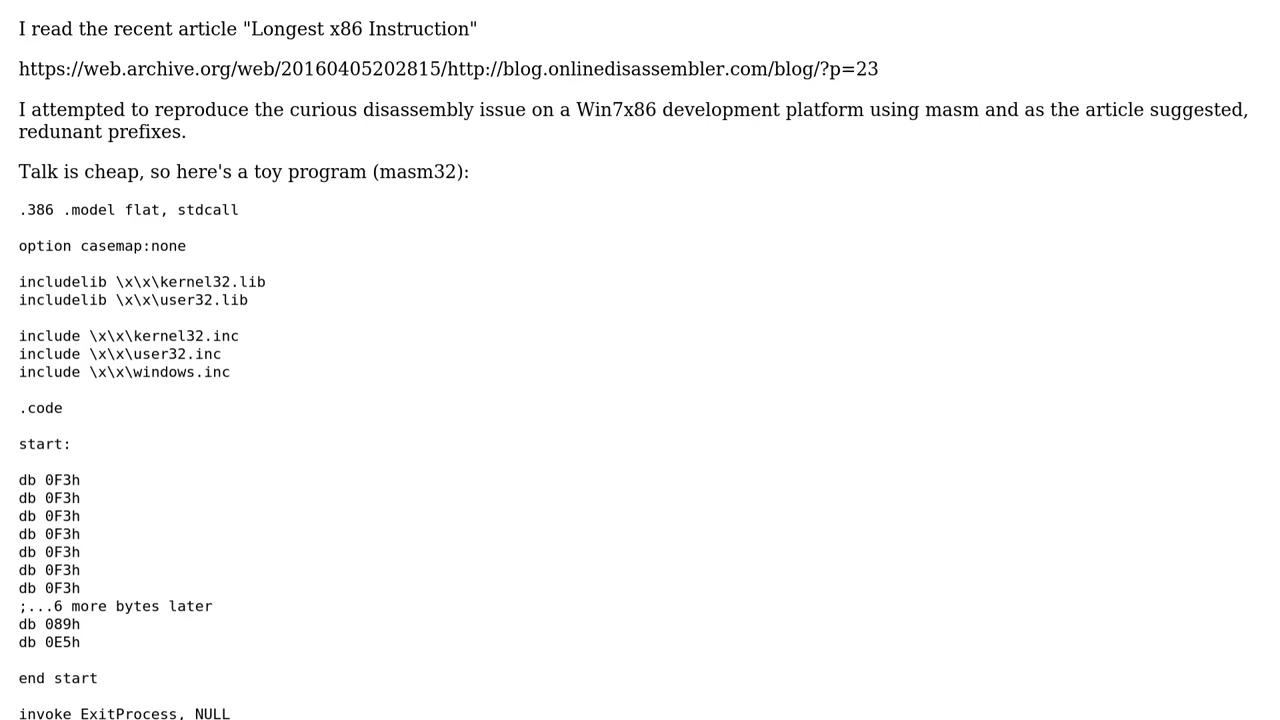 I read the recent article "Longest x86 Instruction"
https://web.archive.org/web/20160405202815/http://blog.onlinedisassembler.com/blog/?p=23
I attempted to reproduce the curious disassembly issue on a Win7x86 development platform using masm and as the article suggested,
redunant prefixes.
Talk is cheap, so here's a toy program (masm32):
.386 .model flat, stdcall
option casemap:none
includelib \x\x\kernel32.lib
includelib \x\x\user32.lib
include \x\x\kernel32.inc
include \x\x\user32.inc
include \x\x\windows.inc
.code
start:
db 0F3h
db 0F3h
db 0F3h
db 0F3h
db 0F3h
db 0F3h
db 0F3h
;...6 more bytes later
db 089h
db 0E5h
end start
invoke ExitProcess, NULL